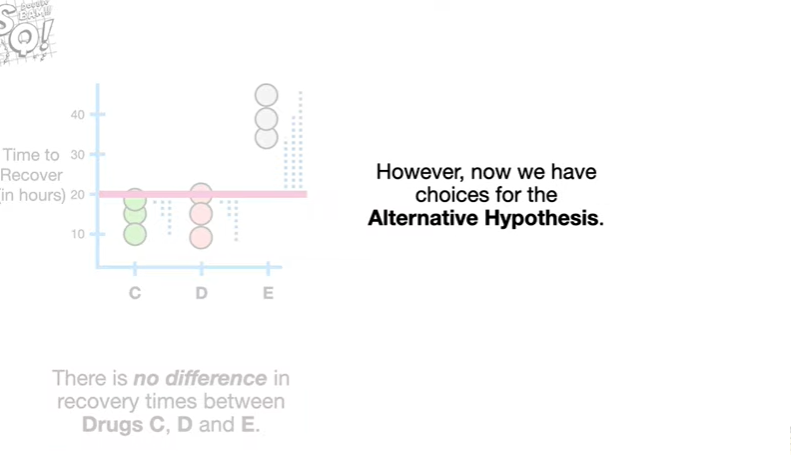 BAM!!!
Q!
40
Time to 30
Recover
(in hours) 20
10
C D E
However, now we have
choices for the
Alternative Hypothesis.
There is no difference in
recovery times between
Drugs C, D and E.